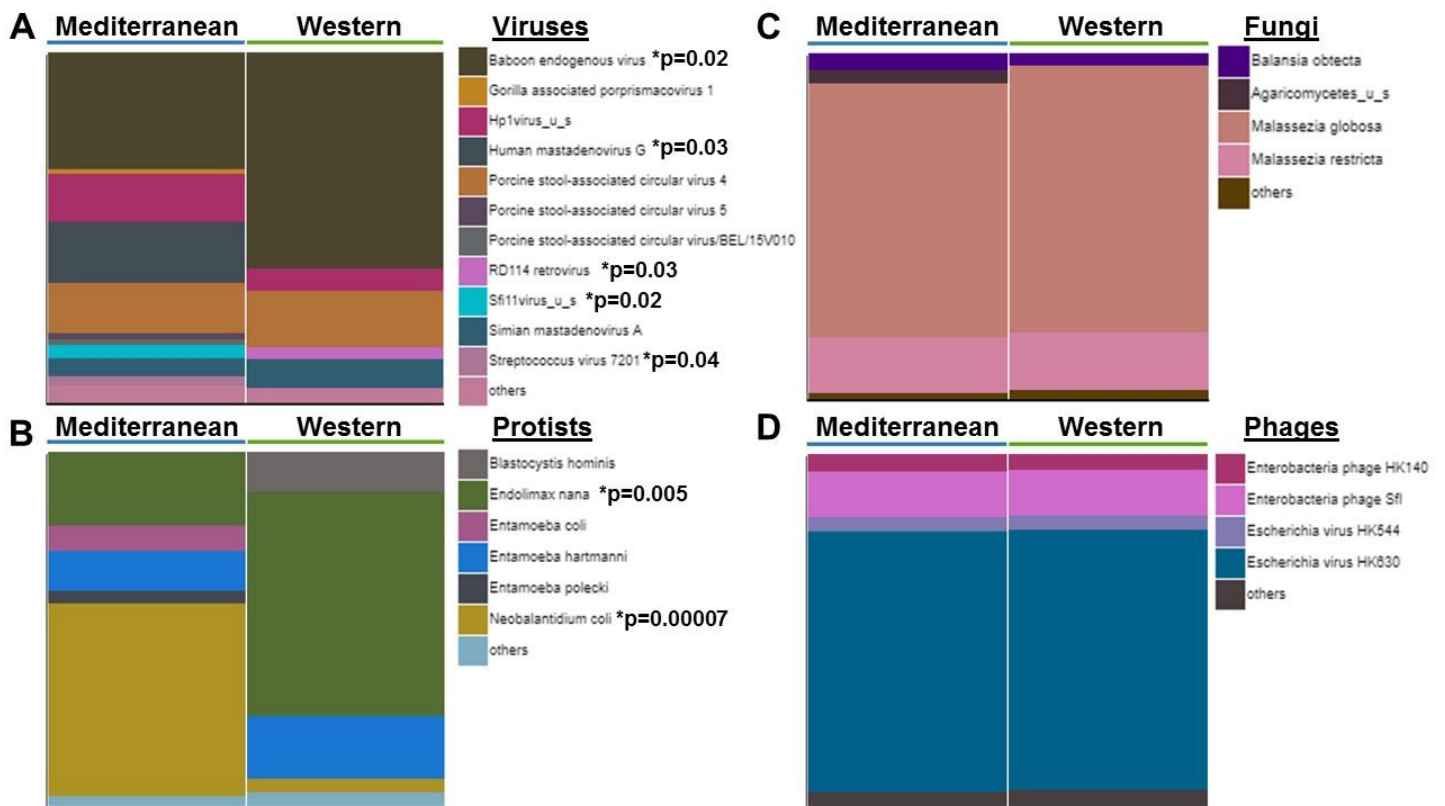 A Mediterranean Western Viruses
Baboon endogenous virus *p=0.02
Gorilla associated porprismacovirus 1
Hp1virus_u_s
Human mastadenovirus G *p=0.03
Porcine stool-associated circular virus 4
Porcine stool-associated circular virus 5
Porcine stool-associated circular virus/BEL/15V010
RD114 retrovirus *p=0.03
Sfi11virus_u_s *p=0.02
Simian mastadenovirus A
Streptococcus virus 7201 *p=0.04
others
B Mediterranean Western Protists
Blastocystis hominis
Endolimax nana *p=0.005
Entamoeba coli
Entamoeba hartmanni
Entamoeba polecki
Neobalantidium coli *p=0.00007
others
C Mediterranean Western Fungi
Balansia obtecta
Agaricomycetes_u_s
Malassezia globosa
Malassezia restricta
others
D Mediterranean Western Phages
Enterobacteria phage HK140
Enterobacteria phage SfI
Escherichia virus HK544
Escherichia virus HK630
others